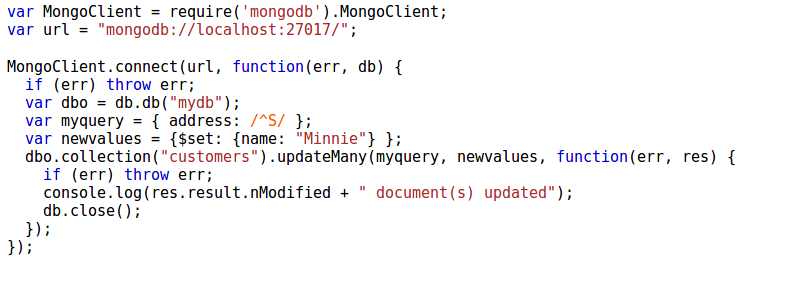 var MongoClient = require('mongodb').MongoClient;
var url = "mongodb://localhost:27017/";

MongoClient.connect(url, function(err, db) {
  if (err) throw err;
  var dbo = db.db("mydb");
  var myquery = { address: /^S/ };
  var newvalues = {$set: {name: "Minnie"} };
  dbo.collection("customers").updateMany(myquery, newvalues, function(err, res) {
    if (err) throw err;
    console.log(res.result.nModified + " document(s) updated");
    db.close();
  });
});